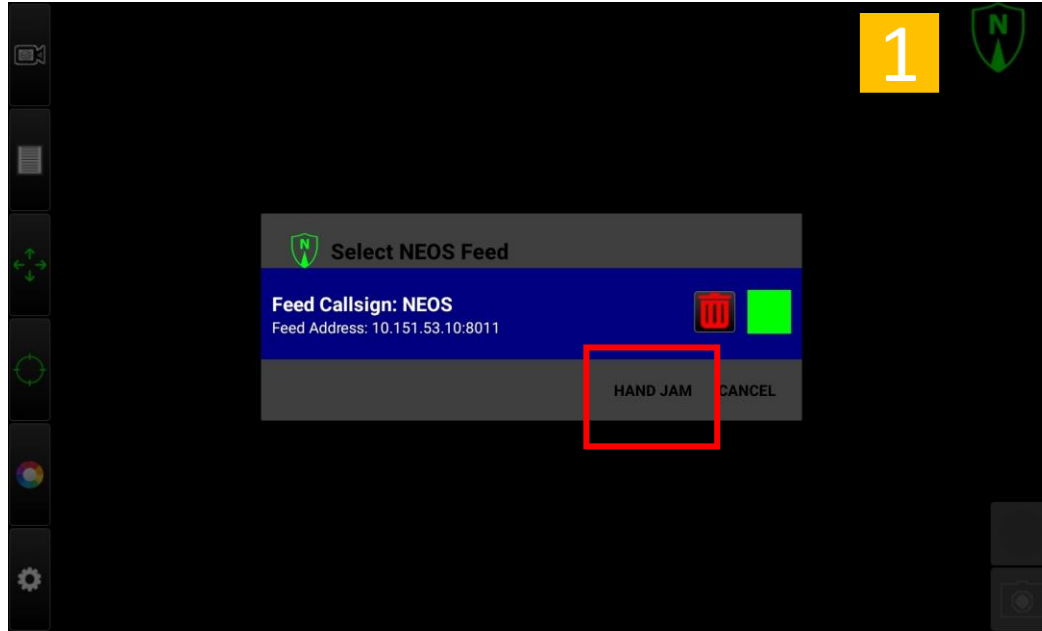 1
N
N
Select NEOS Feed
Feed Callsign: NEOS
Feed Address: 10.151.53.10:8011
HAND JAM CANCEL